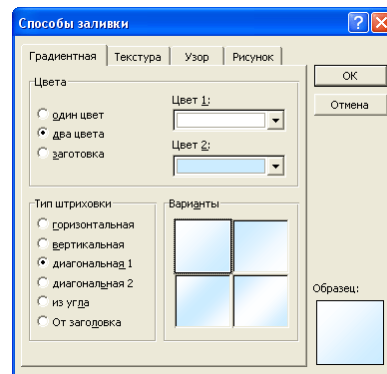 Способы заливки
Градиентная
Текстура
Узор
Рисунок
Цвета
один цвет
два цвета
заготовка
Цвет 1:
Цвет 2:
OK
Отмена
Тип штриховки
горизонтальная
вертикальная
диагональная 1
диагональная 2
из угла
От заголовка
Варианты
Образец: